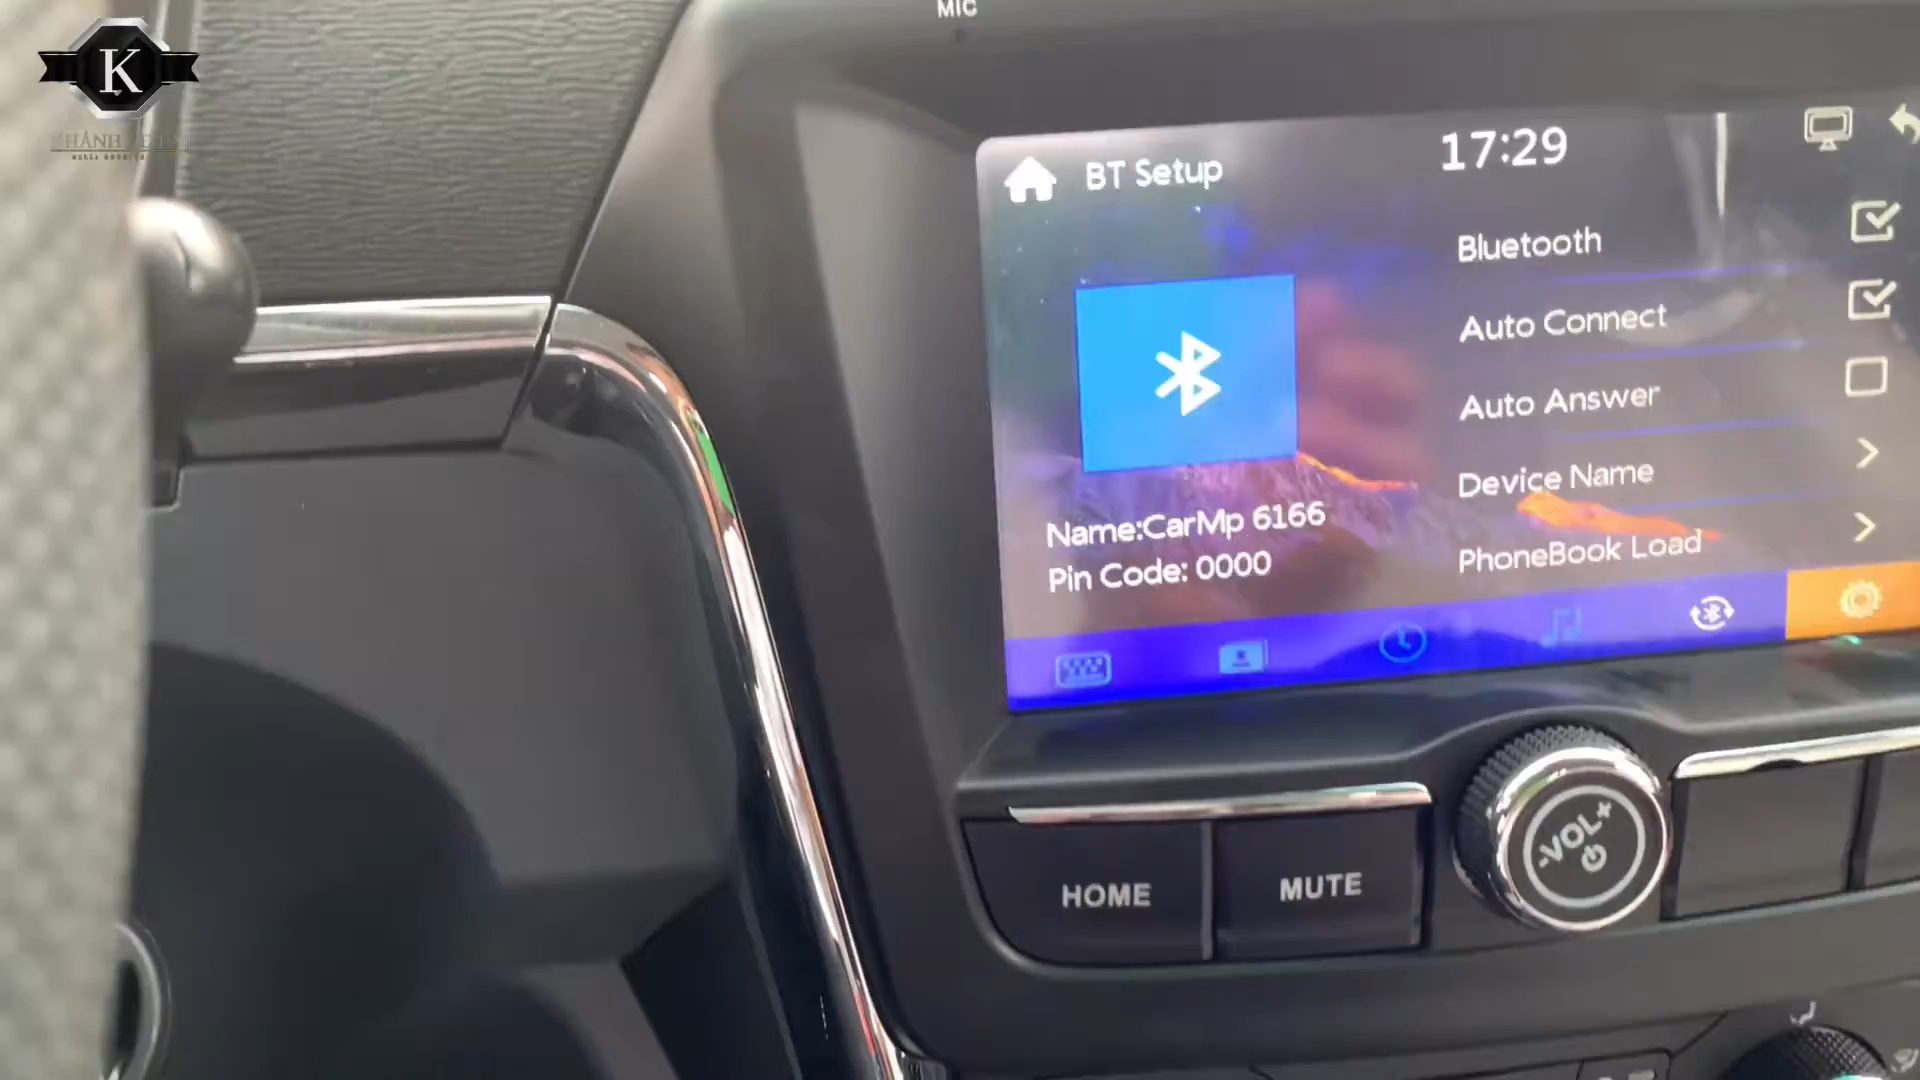 MIC
K
BT Setup
17:29
Bluetooth
Auto Connect
Auto Answer
Device Name
PhoneBook Load
Name:CarMp 6166
Pin Code: 0000
HOME
MUTE
-VOL+